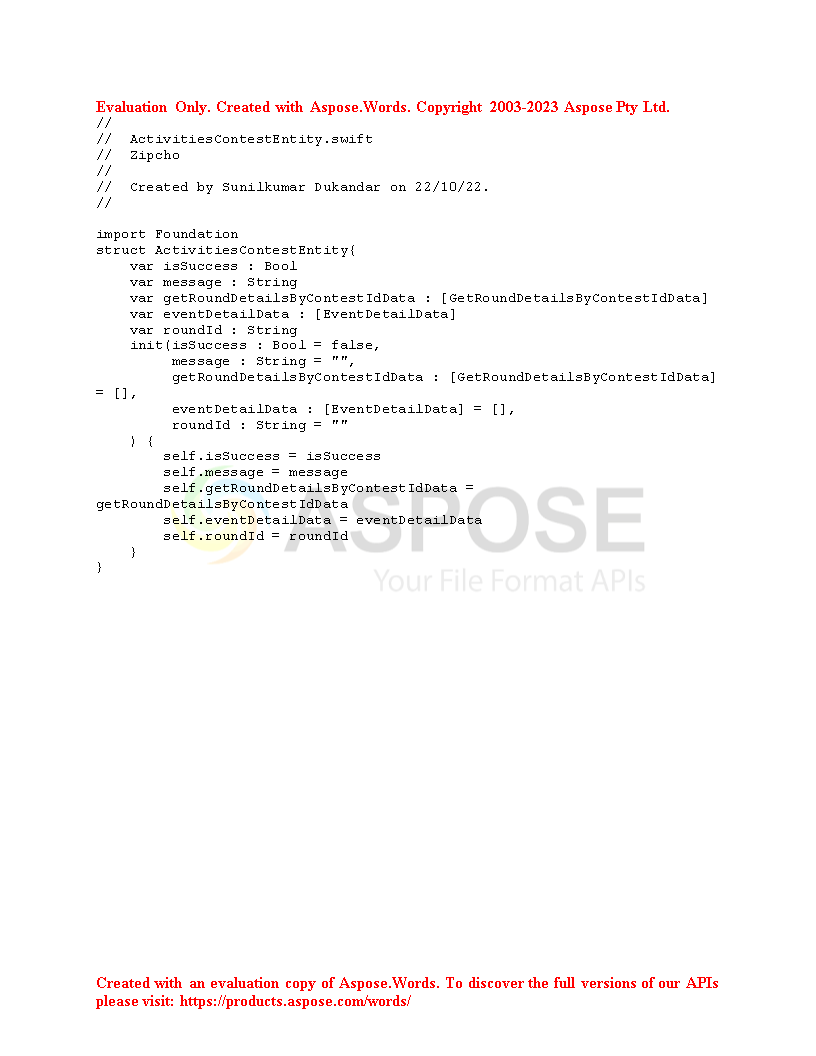 Evaluation Only. Created with Aspose.Words. Copyright 2003-2023 Aspose Pty Ltd.
//
//  ActivitiesContestEntity.swift
//  Zipcho
//
//  Created by Sunilkumar Dukandar on 22/10/22.
//
import Foundation
struct ActivitiesContestEntity{
    var isSuccess : Bool
    var message : String
    var getRoundDetailsByContestIdData : [GetRoundDetailsByContestIdData]
    var eventDetailData : [EventDetailData]
    var roundId : String
    init(isSuccess : Bool = false,
         message : String = "",
         getRoundDetailsByContestIdData : [GetRoundDetailsByContestIdData]
= [],
         eventDetailData : [EventDetailData] = [],
         roundId : String = ""
    ) {
        self.isSuccess = isSuccess
        self.message = message
        self.getRoundDetailsByContestIdData =
getRoundDetailsByContestIdData
        self.eventDetailData = eventDetailData
        self.roundId = roundId
    }
}
ASPOSE
Your File Format APIs
Created with an evaluation copy of Aspose.Words. To discover the full versions of our APIs
please visit: https://products.aspose.com/words/